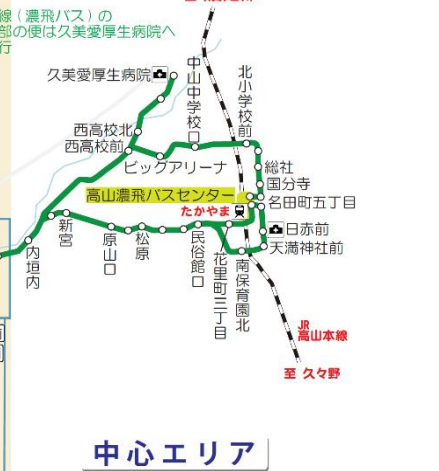 線(濃飛バス)の
部の便は久美愛厚生病院へ
行
久美愛厚生病院
中山中学校口
北小学校前
西高校北
西高校前
ビッグアリーナ
総社
国分寺
高山濃飛バスセンター
名田町五丁目
たかやま
日赤前
天満神社前
新宮
原山口
松原
民俗館口
花里町三丁目
南保育園北
内垣内
JR
高山本線
至 久々野
中心エリア